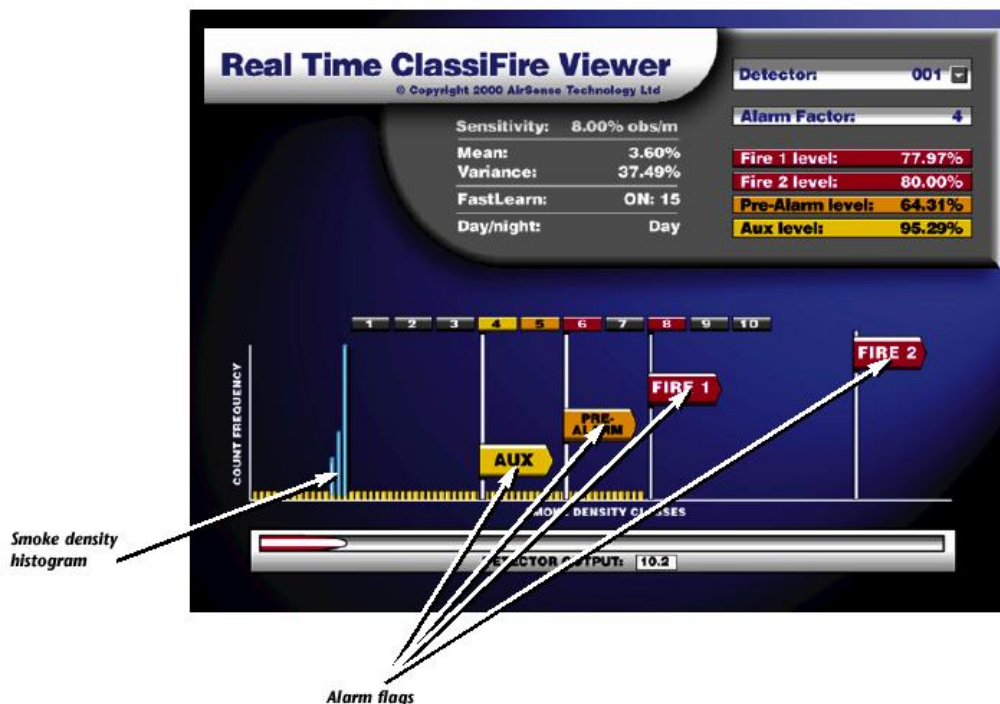 Real Time ClassiFire Viewer
© Copyright 2000 AirSense Technology Ltd
Detector: 001
Alarm Factor: 4
Sensitivity: 8.00% obs/m
Mean: 3.60%
Variance: 37.49%
FastLearn: ON: 15
Day/night: Day
Fire 1 level: 77.97%
Fire 2 level: 80.00%
Pre-Alarm level: 64.31%
Aux level: 95.29%
1 2 3 4 5 6 7 8 9 10
FIRE 2
FIRE 1
PRE-
ALARM
AUX
COUNT FREQUENCY
SMOKE DENSITY CLASSES
DETECTOR OUTPUT: 10.2
Smoke density
histogram
Alarm flags